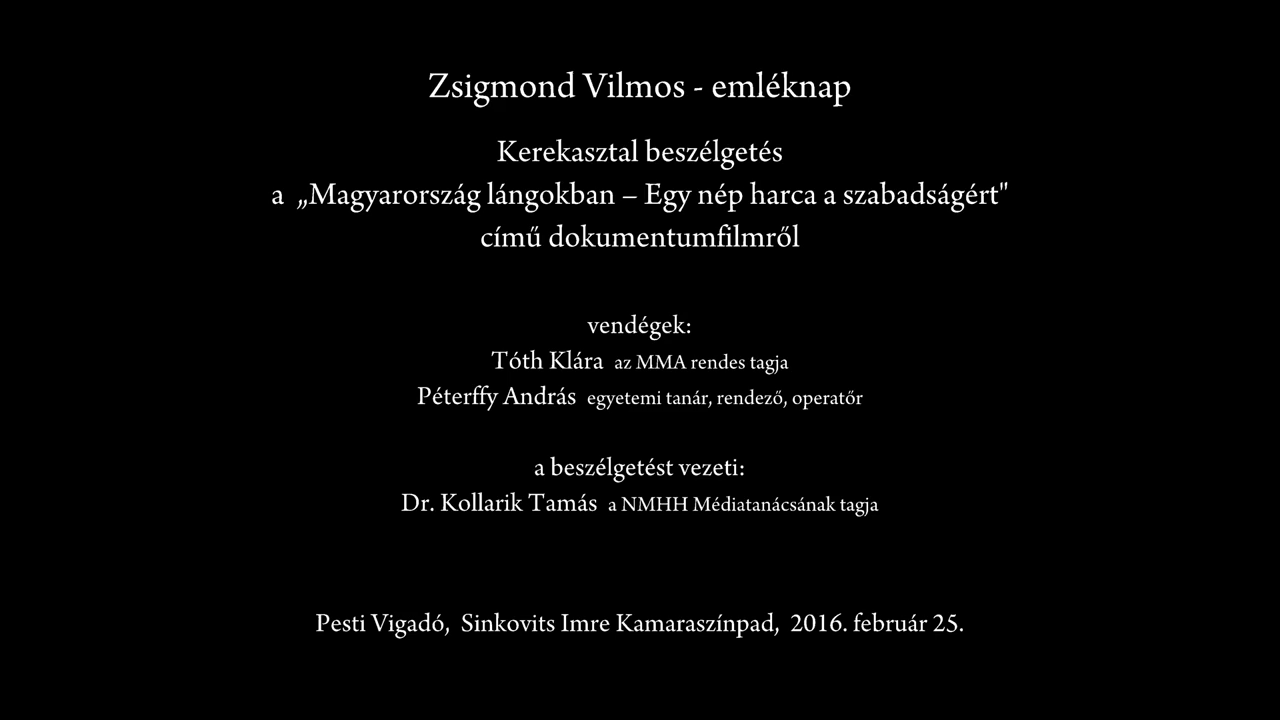 Zsigmond Vilmos - emléknap
Kerekasztal beszélgetés
a „Magyarország lángokban – Egy nép harca a szabadságért"
című dokumentumfilmről
vendégek:
Tóth Klára az MMA rendes tagja
Péterffy András egyetemi tanár, rendező, operatőr
a beszélgetést vezeti:
Dr. Kollarik Tamás a NMHH Médiatanácsának tagja
Pesti Vigadó, Sinkovits Imre Kamaraszínpad, 2016. február 25.